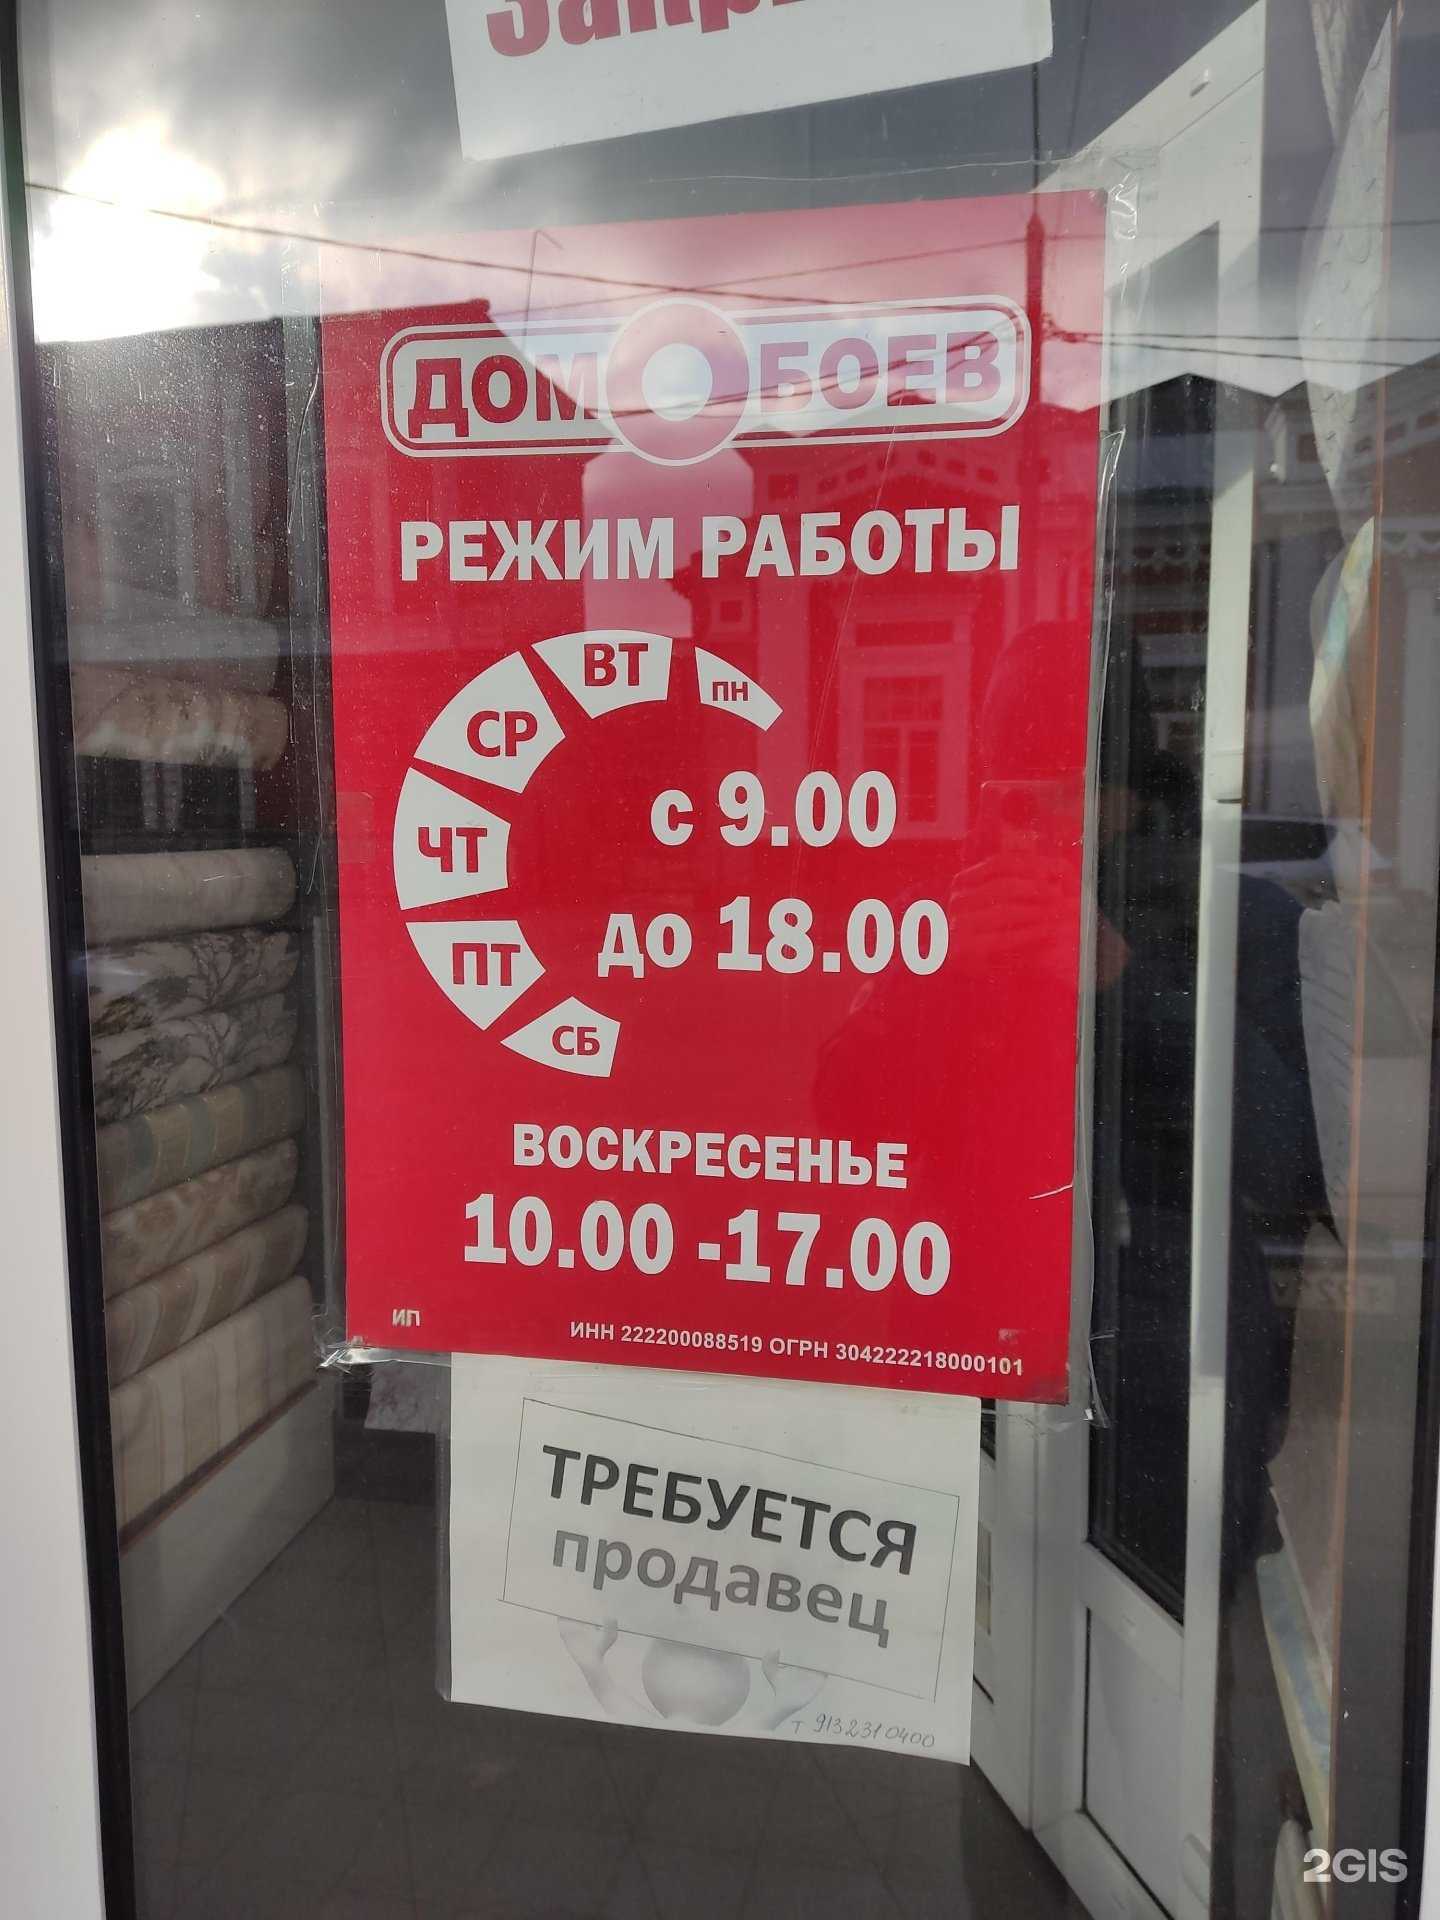 ДОМ ОБОЕВ
РЕЖИМ РАБОТЫ
ПН
ВТ
СР
ЧТ
ПТ
СБ
с 9.00
до 18.00
ВОСКРЕСЕНЬЕ
10.00 -17.00
ИП
ИНН 222200088519 ОГРН 304222218000101
ТРЕБУЕТСЯ
продавец
т 9132310400
2GIS